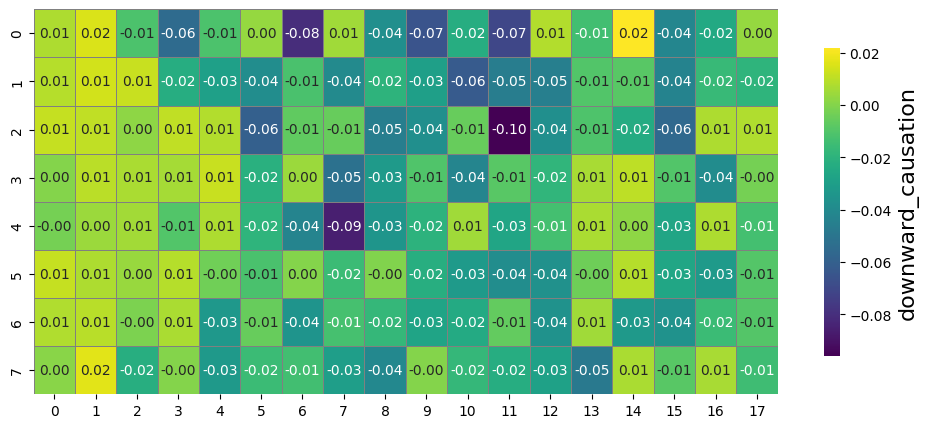 0 0.01 0.02 -0.01 -0.06 -0.01 0.00 -0.08 0.01 -0.04 -0.07 -0.02 -0.07 0.01 -0.01 0.02 -0.04 -0.02 0.00
1 0.01 0.01 0.01 -0.02 -0.03 -0.04 -0.01 -0.04 -0.02 -0.03 -0.06 -0.05 -0.05 -0.01 -0.01 -0.04 -0.02 -0.02
2 0.01 0.01 0.00 0.01 0.01 -0.06 -0.01 -0.01 -0.05 -0.04 -0.01 -0.10 -0.04 -0.01 -0.02 -0.06 0.01 0.01
3 0.00 0.01 0.01 0.01 0.01 -0.02 0.00 -0.05 -0.03 -0.01 -0.04 -0.01 -0.02 0.01 0.01 -0.01 -0.04 -0.00
4 -0.00 0.00 0.01 -0.01 0.01 -0.02 -0.04 -0.09 -0.03 -0.02 0.01 -0.03 -0.01 0.01 0.00 -0.03 0.01 -0.01
5 0.01 0.01 0.00 0.01 -0.00 -0.01 0.00 -0.02 -0.00 -0.02 -0.03 -0.04 -0.04 -0.00 0.01 -0.03 -0.03 -0.01
6 0.01 0.01 -0.00 0.01 -0.03 -0.01 -0.04 -0.01 -0.02 -0.03 -0.02 -0.01 -0.04 0.01 -0.03 -0.04 -0.02 -0.01
7 0.00 0.02 -0.02 -0.00 -0.03 -0.02 -0.01 -0.03 -0.04 -0.00 -0.02 -0.02 -0.03 -0.05 0.01 -0.01 0.01 -0.01
0 1 2 3 4 5 6 7 8 9 10 11 12 13 14 15 16 17
0.02
0.00
-0.02
-0.04
-0.06
-0.08
downward_causation